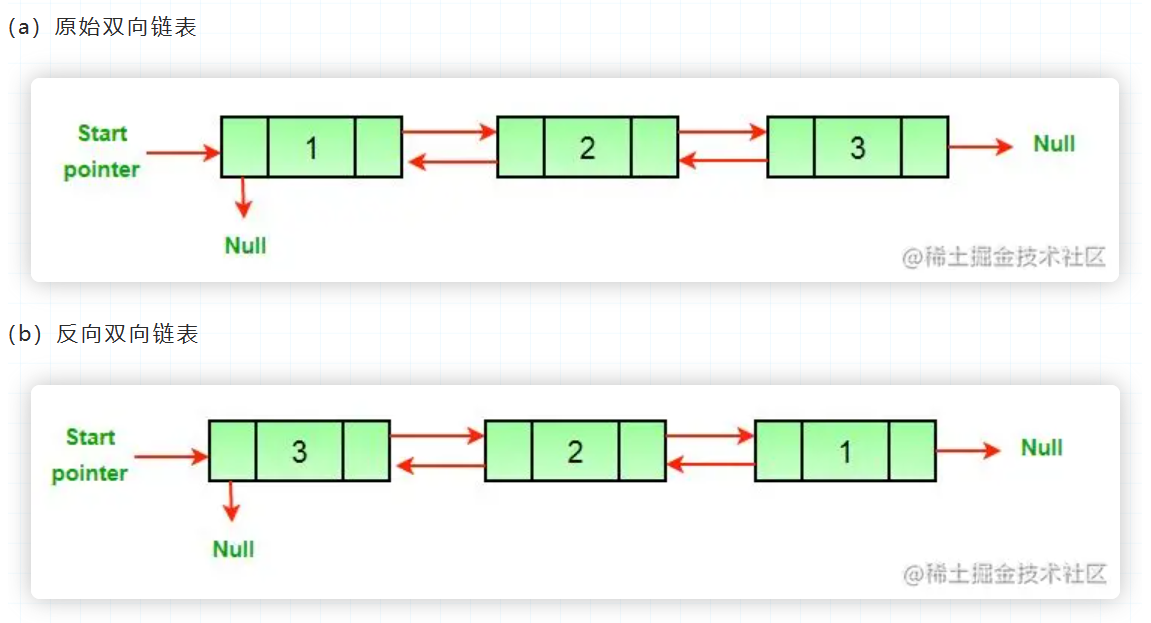 (a) 原始双向链表
Start
pointer
1
2
3
Null
Null
@稀土掘金技术社区
(b) 反向双向链表
Start
pointer
3
2
1
Null
Null
@稀土掘金技术社区